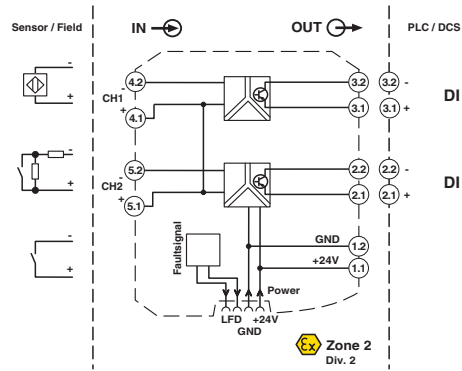 Sensor / Field
IN
OUT
PLC / DCS
-
+
CH1
-
4.2
+
4.1
3.2
3.1
3.2 -
3.1 +
DI
-
+
CH2
-
5.2
+
5.1
2.2
2.1
2.2 -
2.1 +
DI
-
+
Faultsignal
GND
1.2
+24V
1.1
Power
LFD
+24V
GND
Ex
Zone 2
Div. 2